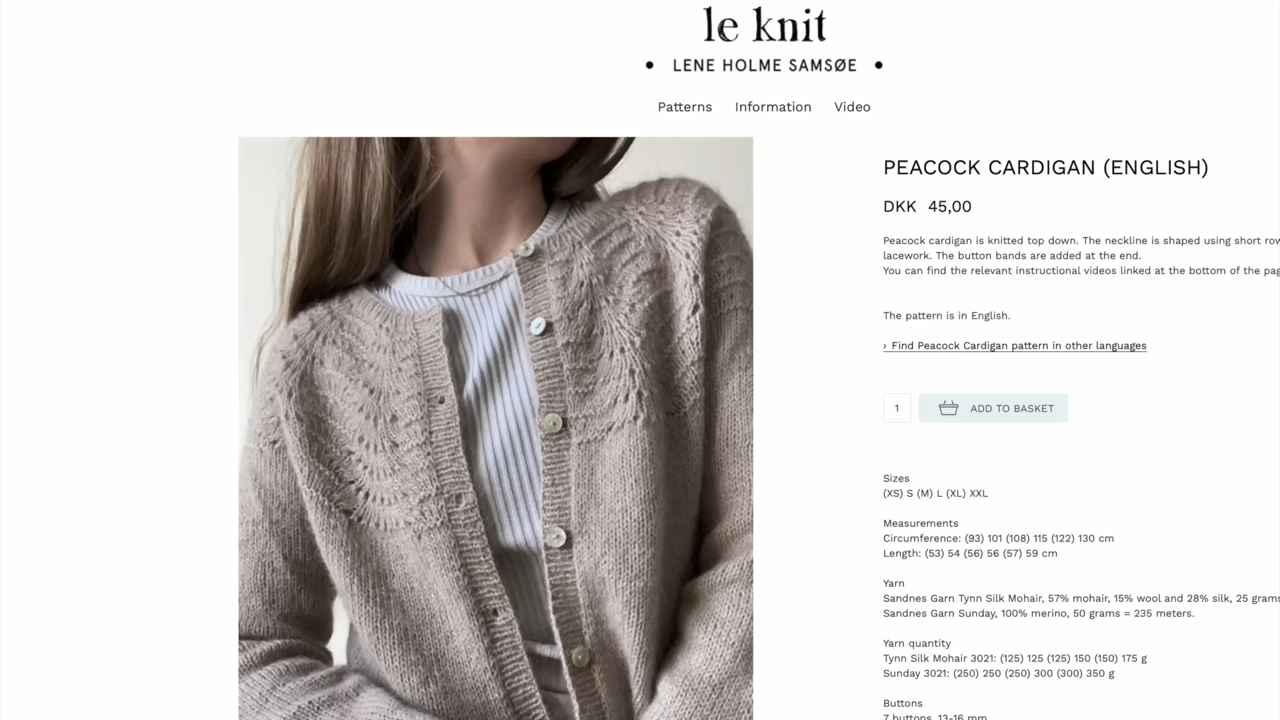 le knit
• LENE HOLME SAMSØE •
Patterns Information Video
PEACOCK CARDIGAN (ENGLISH)
DKK 45,00
Peacock cardigan is knitted top down. The neckline is shaped using short
lacework. The button bands are added at the end.
You can find the relevant instructional videos linked at the bottom of the
The pattern is in English.
› Find Peacock Cardigan pattern in other languages
1
ADD TO BASKET
Sizes
(XS) S (M) L (XL) XXL
Measurements
Circumference: (93) 101 (108) 115 (122) 130 cm
Length: (53) 54 (56) 56 (57) 59 cm
Yarn
Sandnes Garn Tynn Silk Mohair, 57% mohair, 15% wool and 28% silk, 25 grams
Sandnes Garn Sunday, 100% merino, 50 grams = 235 meters.
Yarn quantity
Tynn Silk Mohair 3021: (125) 125 (125) 150 (150) 175 g
Sunday 3021: (250) 250 (250) 300 (300) 350 g
Buttons
7 buttons, 13-16 mm